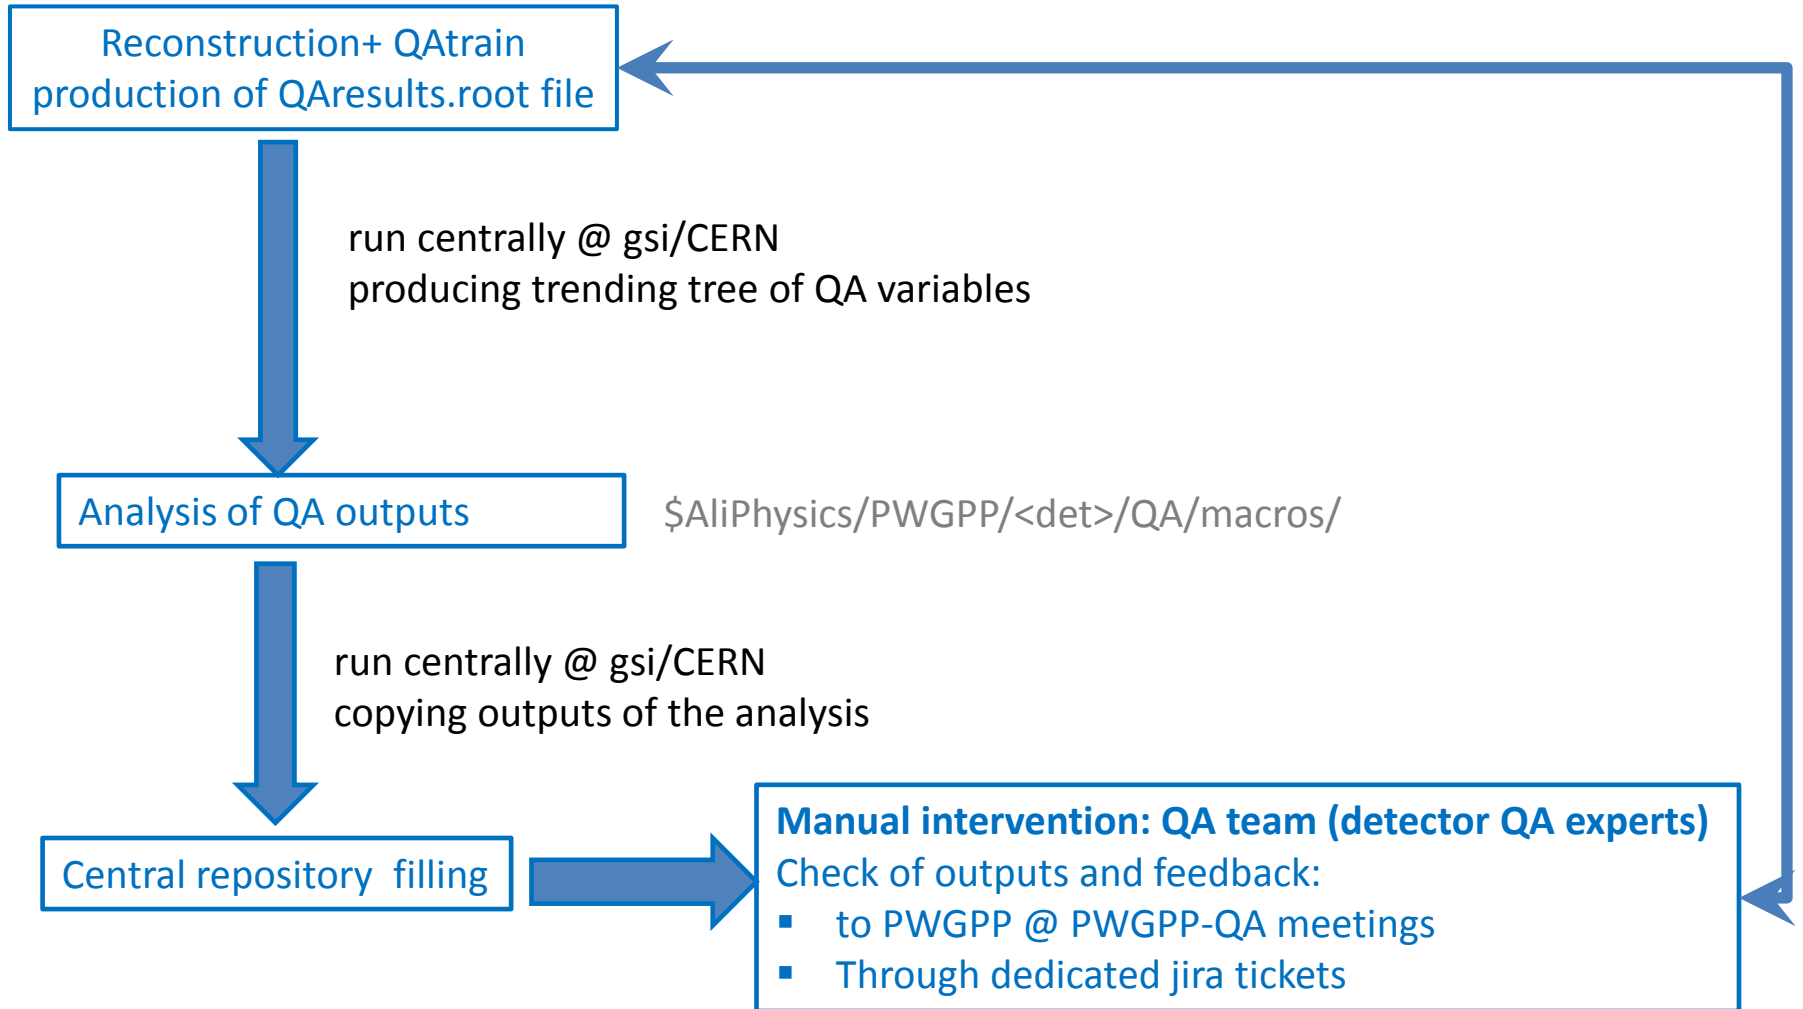 Reconstruction+ QAtrain
production of QAresults.root file
run centrally @ gsi/CERN
producing trending tree of QA variables
Analysis of QA outputs
$AliPhysics/PWGPP/<det>/QA/macros/
run centrally @ gsi/CERN
copying outputs of the analysis
Central repository  filling
Manual intervention: QA team (detector QA experts)
Check of outputs and feedback:
▪ to PWGPP @ PWGPP-QA meetings
▪ Through dedicated jira tickets